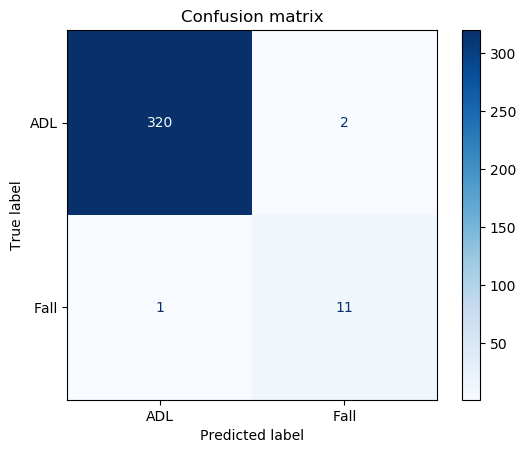 Confusion matrix
ADL
320
2
Fall
1
11
ADL
Fall
Predicted label
True label
300
250
200
150
100
50